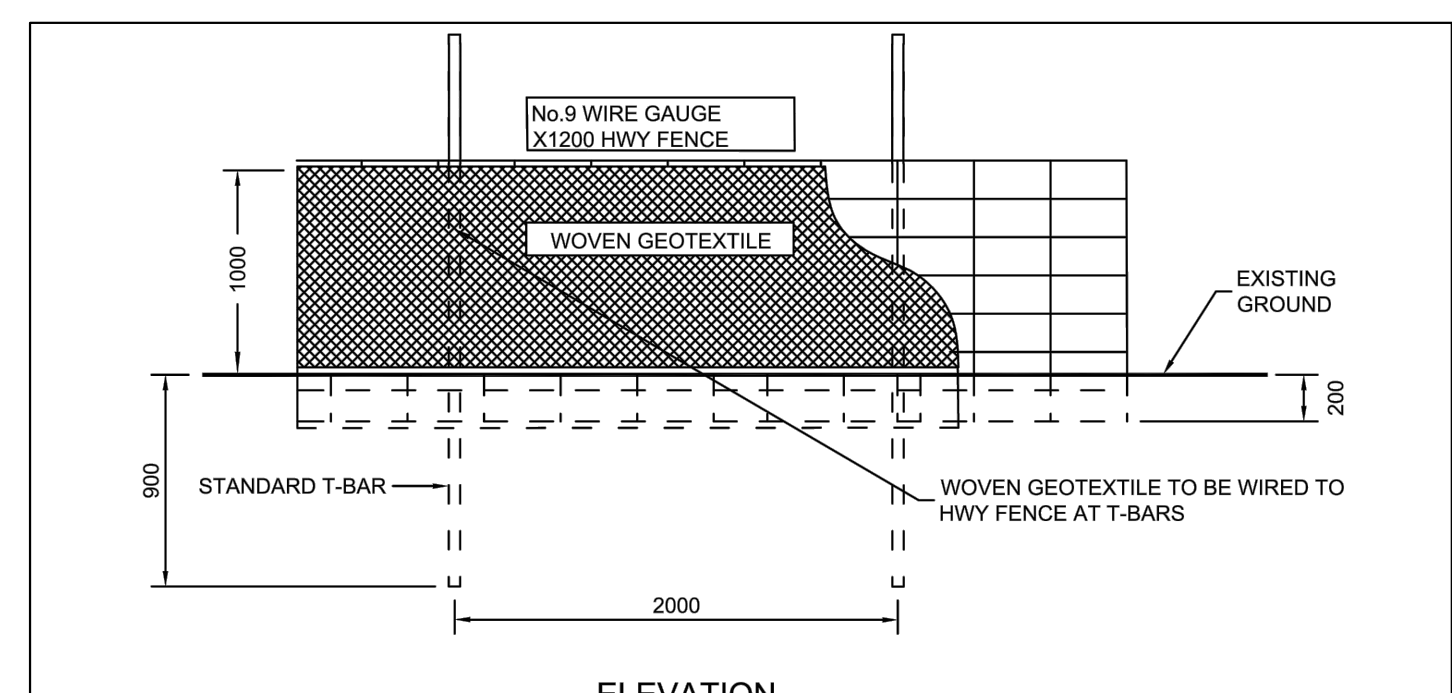 No.9 WIRE GAUGE
X1200 HWY FENCE
WOVEN GEOTEXTILE
1000
EXISTING
GROUND
200
900
STANDARD T-BAR
WOVEN GEOTEXTILE TO BE WIRED TO
HWY FENCE AT T-BARS
2000
ELEVATION